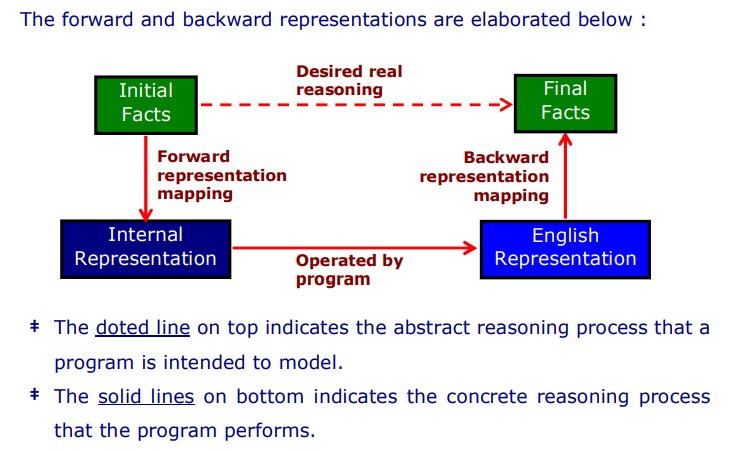 The forward and backward representations are elaborated below :
Desired real
reasoning
Initial
Facts
Final
Facts
Forward
representation
mapping
Backward
representation
mapping
Internal
Representation
English
Representation
Operated by
program
‡ The doted line on top indicates the abstract reasoning process that a
program is intended to model.
‡ The solid lines on bottom indicates the concrete reasoning process
that the program performs.